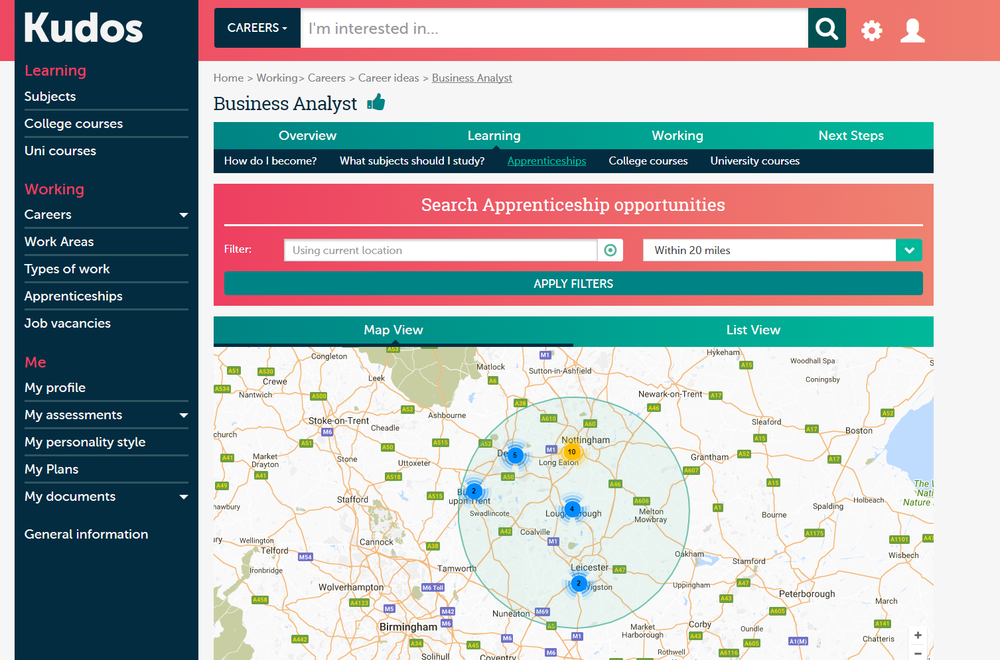 Kudos
Learning
Subjects
College courses
Uni courses
Working
Careers
Work Areas
Types of work
Apprenticeships
Job vacancies
Me
My profile
My assessments
My personality style
My Plans
My documents
General information
CAREERS
I'm interested in...
Home > Working> Careers > Career ideas > Business Analyst
Business Analyst
Overview Learning Working Next Steps
How do I become? What subjects should I study? Apprenticeships College courses University courses
Search Apprenticeship opportunities
Filter: Using current location Within 20 miles
APPLY FILTERS
Map View List View
A53
Congleton
M1
Hykeham
Woodhall Spa
A51
A530
Matlock
Sutton-in-Ashfield
A15
Crewe
Leek
A6
Coningsby
A534
Nantwich
A500
A38
Newark-on-Trent
A17
A52
A46
Ashbourne
A610
A60
A52
Stoke-on-Trent
Cheadle
Sleaford
A17
Boston
church
M6
A51
A50
A515
A52
M1
Nottingham
10
A15
Market
Drayton
A41
Stone
Uttoxeter
5
Long Eaton
Grantham
A52
A17
A41
A518
A50
A607
A49
A46
A15
Stafford
A515
2
upon Trent
A606
Holbeach
Nature
hawbury
Swadlincote
4
Melton
Mowbray
A1
Bourne
Spalding
A42
Coalville
A1175
Wellington
Cannock
A38
M1
A1101
A47
Telford
M54
Oakham
Stamford
Wisbech
Ironbridge
Tamworth
Leicester
A47
Wolverhampton
M6 Toll
2
Wigston
Uppingham
A47
Peterborough
A458
A4123
M5
M42
Nuneaton
M69
A43
A605
March
Birmingham
M6
A5
Market
Harborough
Corby
Oundle
A141
A442
A34
A45
M6
M1
A43
A605
A1(M)
Chatteris
Solihull
Coventry
M6
Rothwell
A6116
+
−